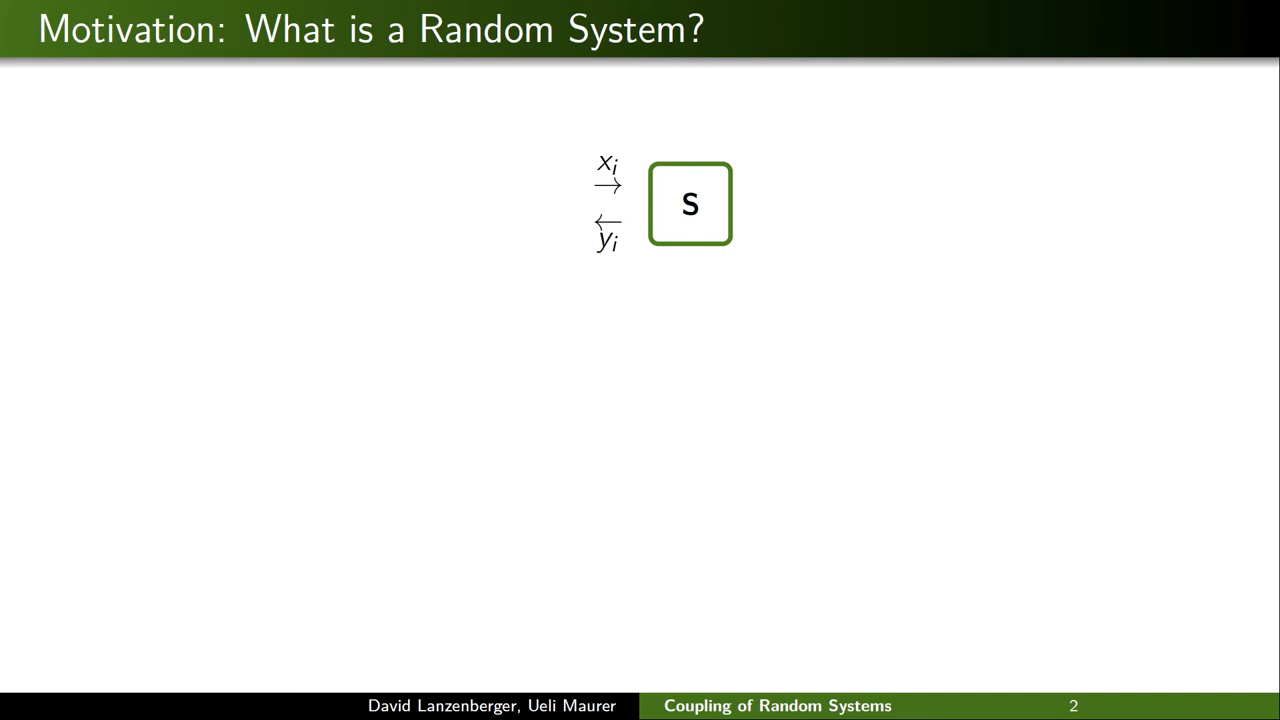 Motivation: What is a Random System?
xᵢ
→
S
←
yᵢ
David Lanzenberger, Ueli Maurer Coupling of Random Systems 2